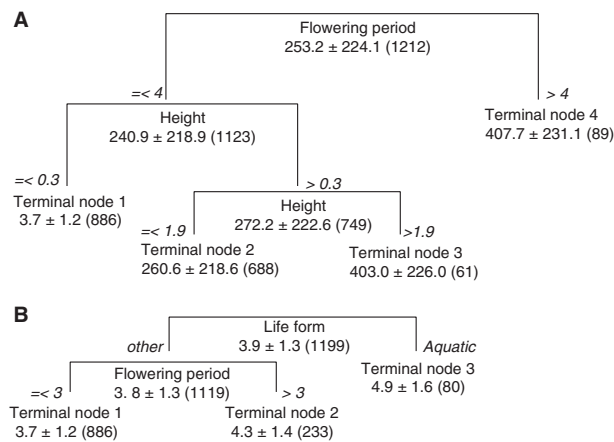 A
Flowering period
253.2 ± 224.1 (1212)
=< 4
> 4
Height
240.9 ± 218.9 (1123)
Terminal node 4
407.7 ± 231.1 (89)
=< 0.3
> 0.3
Terminal node 1
3.7 ± 1.2 (886)
Height
272.2 ± 222.6 (749)
=< 1.9
>1.9
Terminal node 2
260.6 ± 218.6 (688)
Terminal node 3
403.0 ± 226.0 (61)
B
Life form
3.9 ± 1.3 (1199)
other
Aquatic
Flowering period
3. 8 ± 1.3 (1119)
Terminal node 3
4.9 ± 1.6 (80)
=< 3
> 3
Terminal node 1
3.7 ± 1.2 (886)
Terminal node 2
4.3 ± 1.4 (233)